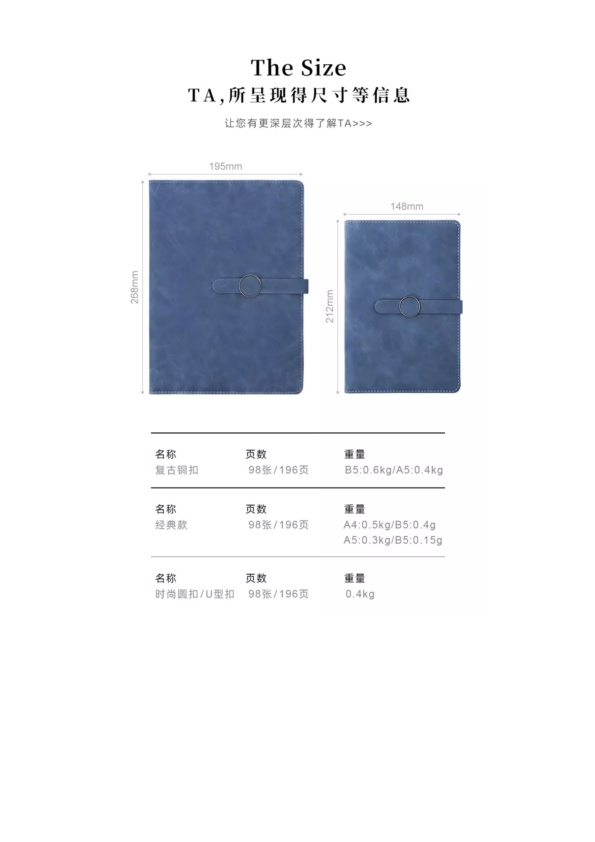 The Size
TA,所呈现得尺寸等信息
让您有更深层次得了解TA>>>
195mm
148mm
268mm
212mm
名称 页数 重量
复古铜扣 98张/196页 B5:0.6kg/A5:0.4kg
名称 页数 重量
经典款 98张/196页 A4:0.5kg/B5:0.4g
A5:0.3kg/B5:0.15g
名称 页数 重量
时尚圆扣/U型扣 98张/196页 0.4kg